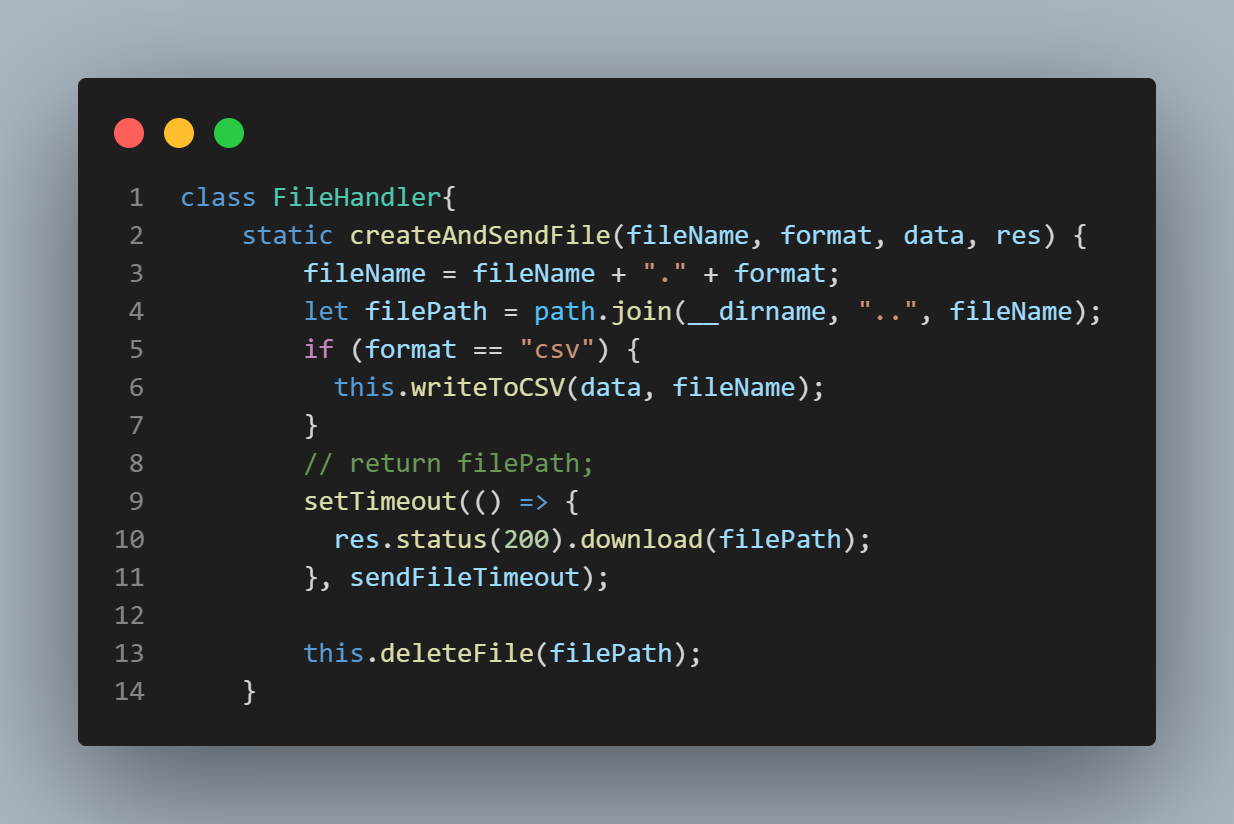 1 class FileHandler{
2     static createAndSendFile(fileName, format, data, res) {
3         fileName = fileName + "." + format;
4         let filePath = path.join(__dirname, "..", fileName);
5         if (format == "csv") {
6           this.writeToCSV(data, fileName);
7         }
8         // return filePath;
9         setTimeout(() => {
10           res.status(200).download(filePath);
11         }, sendFileTimeout);
12
13         this.deleteFile(filePath);
14     }